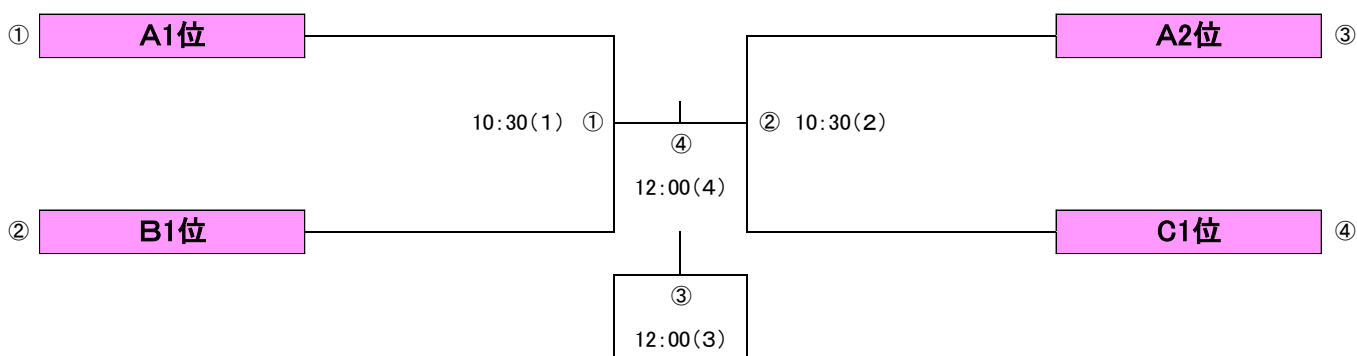 ① A1位 A2位 ③
10:30(1) ① ② 10:30(2)
④
12:00(4)
② B1位 C1位 ④
③
12:00(3)